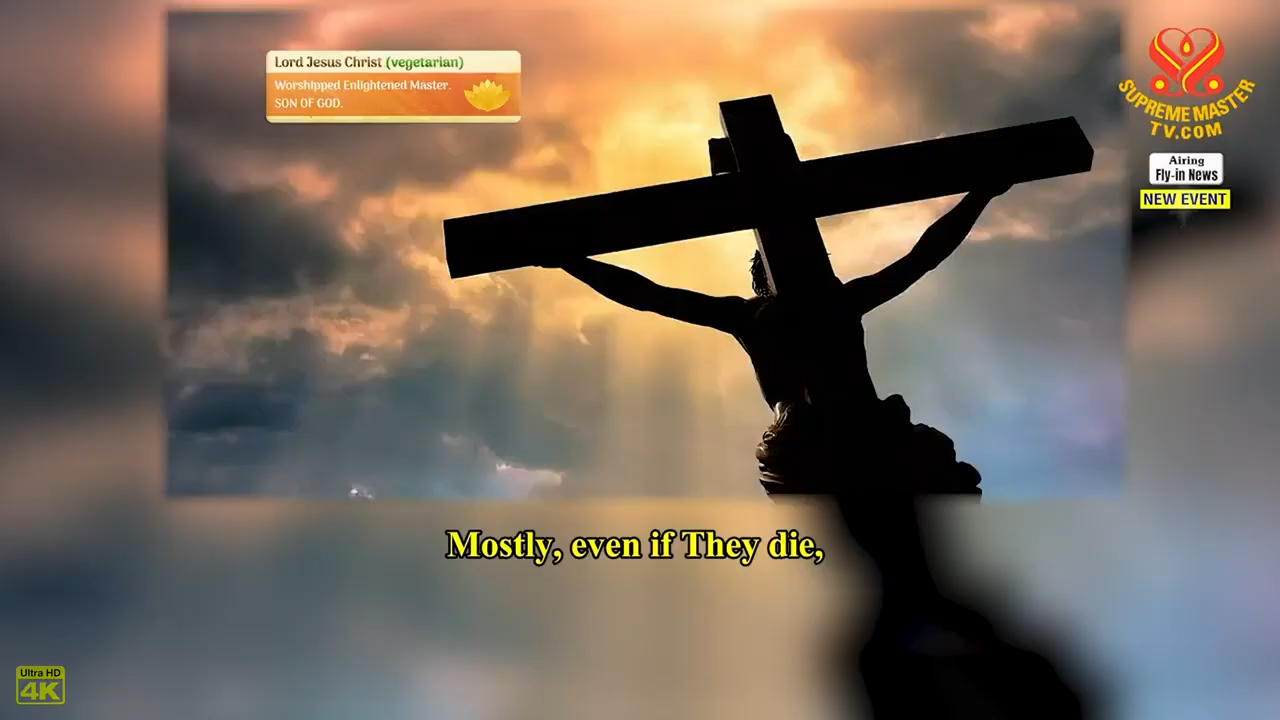 Lord Jesus Christ (vegetarian)
Worshipped Enlightened Master.
SON OF GOD.
SUPREME MASTER
TV.COM
Airing
Fly-in News
NEW EVENT
Mostly, even if They die,
Ultra HD
4K